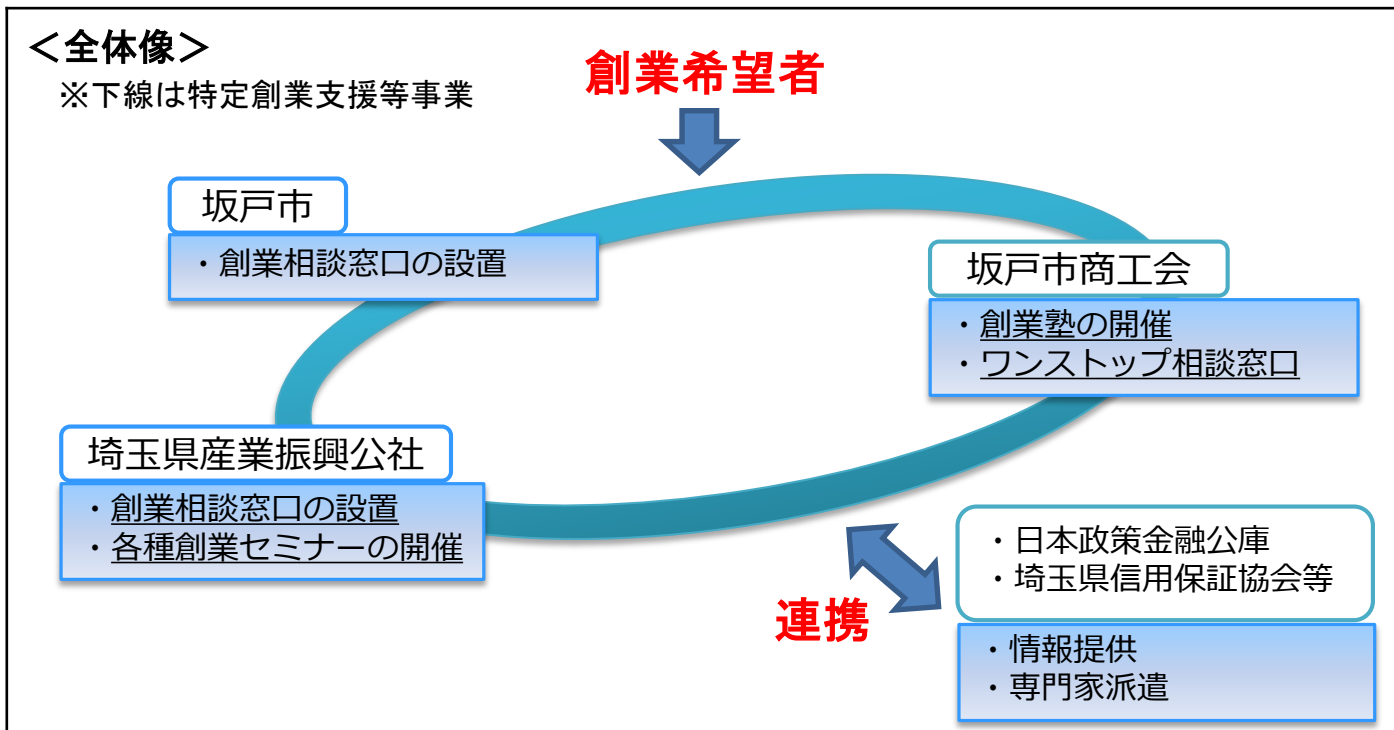 ＜全体像＞
※下線は特定創業支援等事業
創業希望者
坂戸市
・創業相談窓口の設置
坂戸市商工会
・創業塾の開催
・ワンストップ相談窓口
埼玉県産業振興公社
・創業相談窓口の設置
・各種創業セミナーの開催
連携
・日本政策金融公庫
・埼玉県信用保証協会等
・情報提供
・専門家派遣